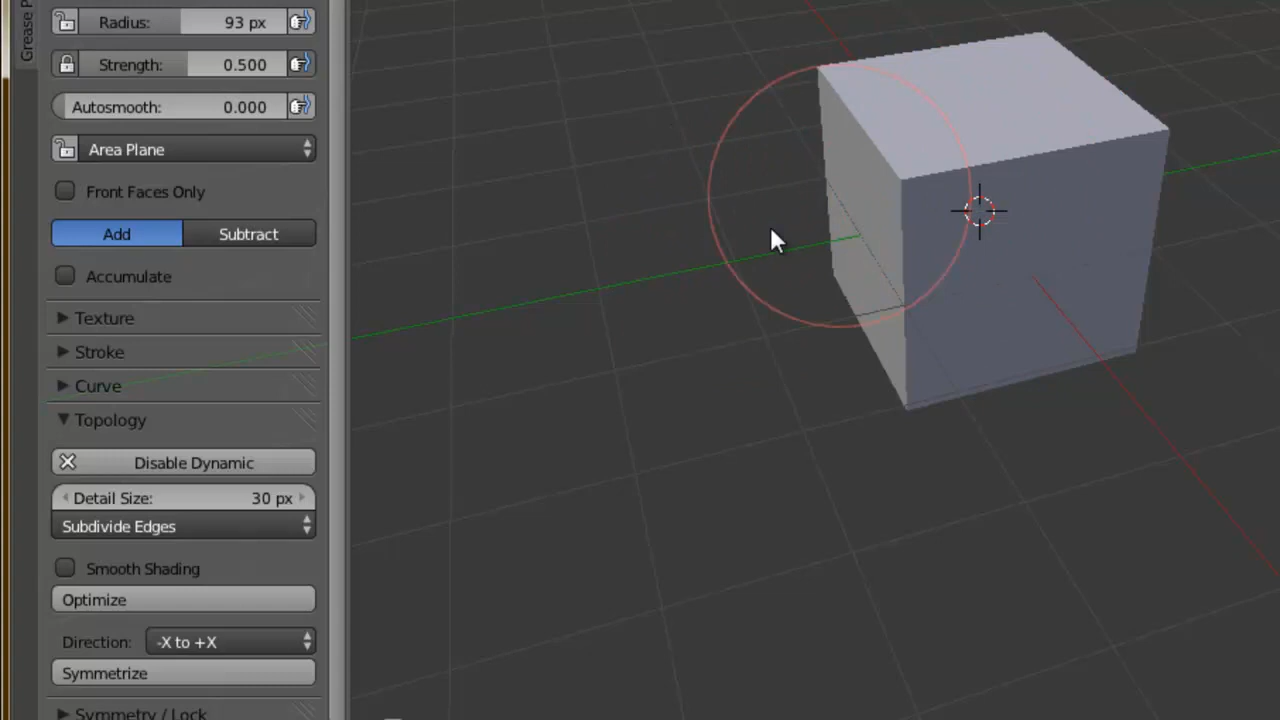 Grease P
Radius: 93 px
Strength: 0.500
Autosmooth: 0.000
Area Plane
Front Faces Only
Add Subtract
Accumulate
Texture
Stroke
Curve
Topology
Disable Dynamic
Detail Size: 30 px
Subdivide Edges
Smooth Shading
Optimize
Direction: -X to +X
Symmetrize
Symmetry / Lock